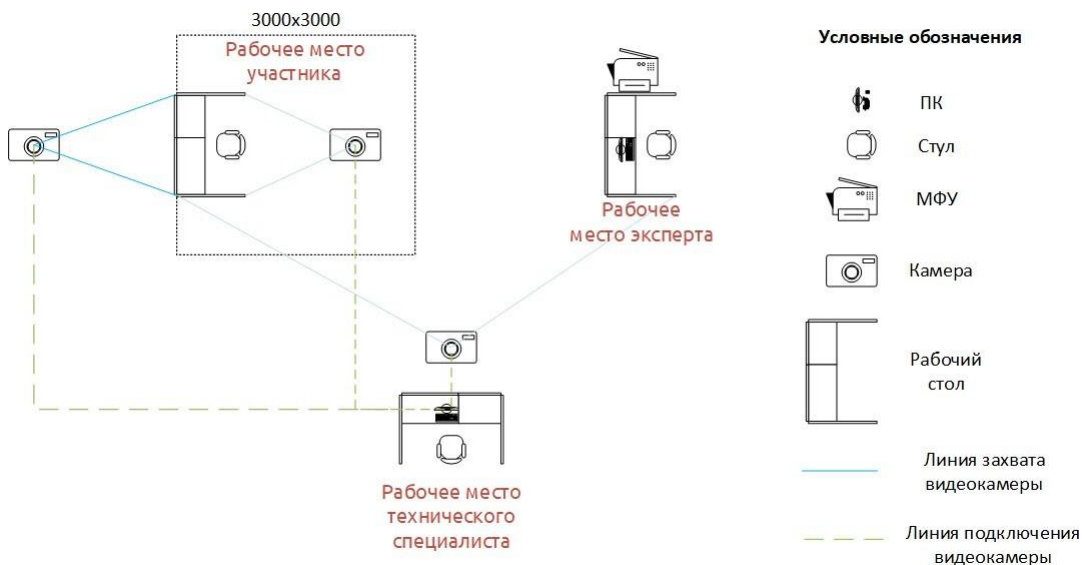 3000х3000
Рабочее место
участника
Рабочее
место эксперта
Рабочее место
технического
специалиста
Условные обозначения
ПК
Стул
МФУ
Камера
Рабочий
стол
Линия захвата
видеокамеры
Линия подключения
видеокамеры